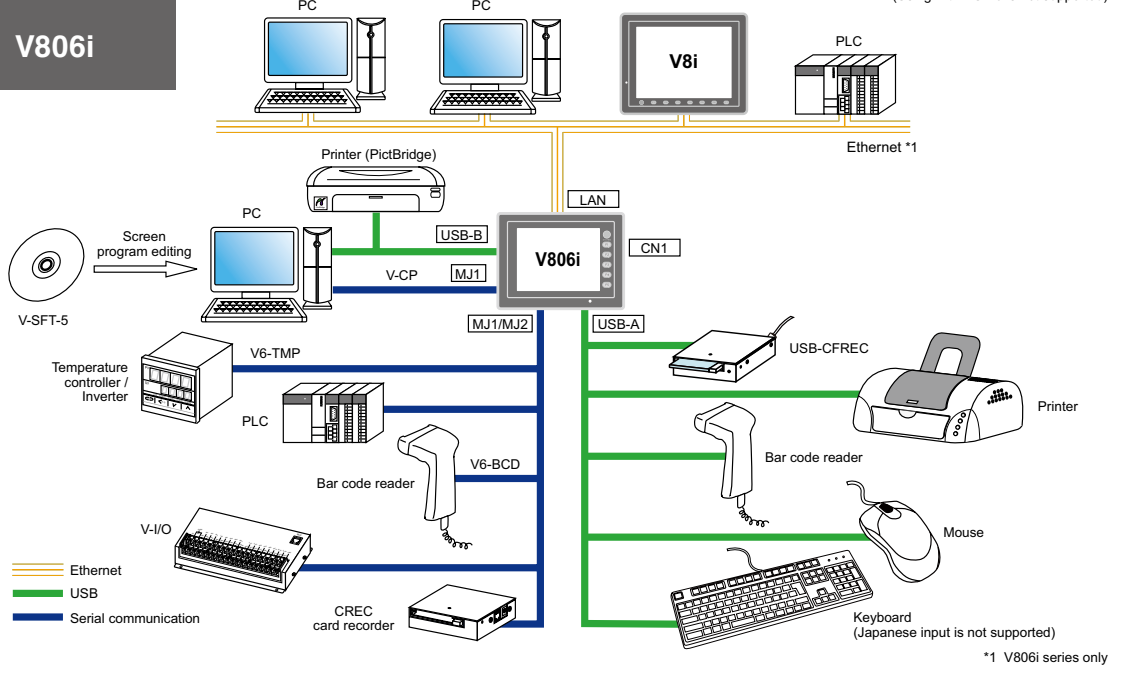 V806i
PC
PC
V8i
PLC
Ethernet *1
Printer (PictBridge)
LAN
PC
USB-B
CN1
Screen
program editing
V806i
V-CP
MJ1
V-SFT-5
MJ1/MJ2
USB-A
V6-TMP
USB-CFREC
Temperature
controller /
Inverter
PLC
Printer
Bar code reader
V6-BCD
Bar code reader
V-I/O
Mouse
Ethernet
USB
Serial communication
CREC
card recorder
Keyboard
(Japanese input is not supported)
*1 V806i series only